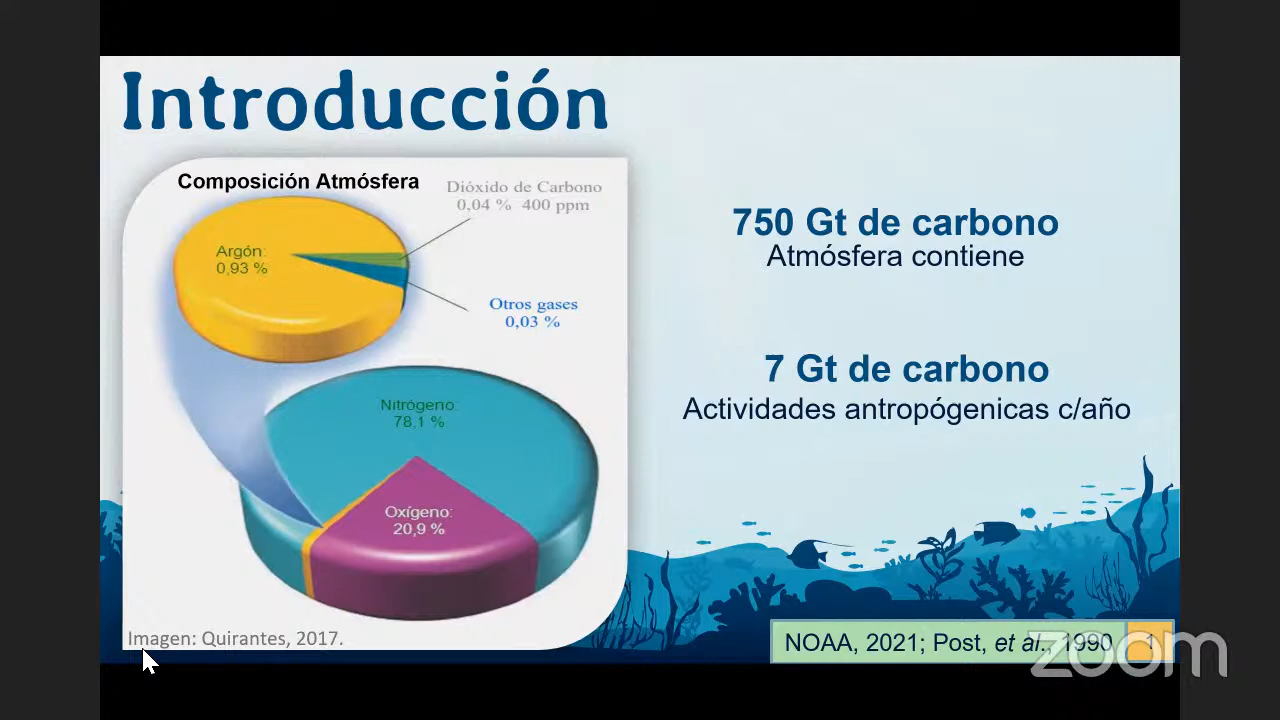 Introducción
Composición Atmósfera
Dióxido de Carbono
0,04 % 400 ppm
Argón:
0,93 %
Otros gases
0,03 %
Nitrógeno:
78,1 %
Oxígeno:
20,9 %
Imagen: Quirantes, 2017.
750 Gt de carbono
Atmósfera contiene
7 Gt de carbono
Actividades antropógenicas c/año
NOAA, 2021; Post, et al., 1990
1
zoom